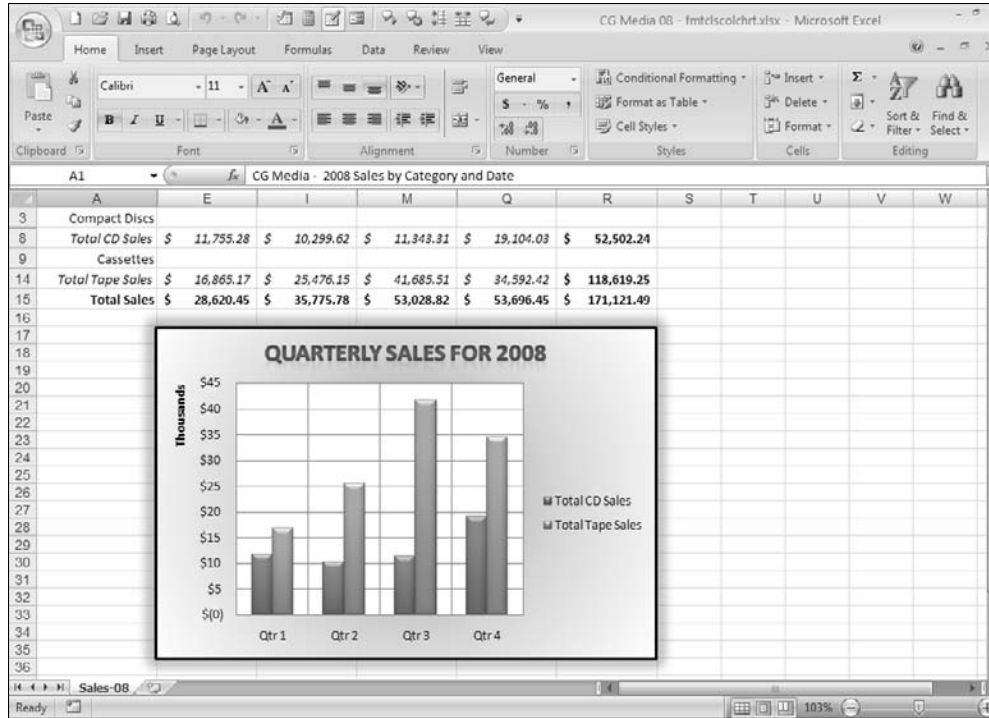 CG Media 08 - fmtclscolchrt.xlsx - Microsoft Excel
Home Insert Page Layout Formulas Data Review View
Paste
Calibri 11 A A
B I U A
General
$ % ,
.0 .00 .00 .0
Conditional Formatting
Format as Table
Cell Styles
Insert
Delete
Format
Σ
Sort & Filter
Find & Select
Clipboard Font Alignment Number Styles Cells Editing
A1 fx CG Media - 2008 Sales by Category and Date
A E I M Q R S T U V W
3 Compact Discs
8 Total CD Sales $ 11,755.28 $ 10,299.62 $ 11,343.31 $ 19,104.03 $ 52,502.24
9 Cassettes
14 Total Tape Sales $ 16,865.17 $ 25,476.15 $ 41,685.51 $ 34,592.42 $ 118,619.25
15 Total Sales $ 28,620.45 $ 35,775.78 $ 53,028.82 $ 53,696.45 $ 171,121.49
16
17
18
19
20
21
22
23
24
25
26
27
28
29
30
31
32
33
34
35
36
QUARTERLY SALES FOR 2008
Thousands
$45
$40
$35
$30
$25
$20
$15
$10
$5
$(0)
Qtr 1 Qtr 2 Qtr 3 Qtr 4
Total CD Sales
Total Tape Sales
Sales-08
Ready 103%